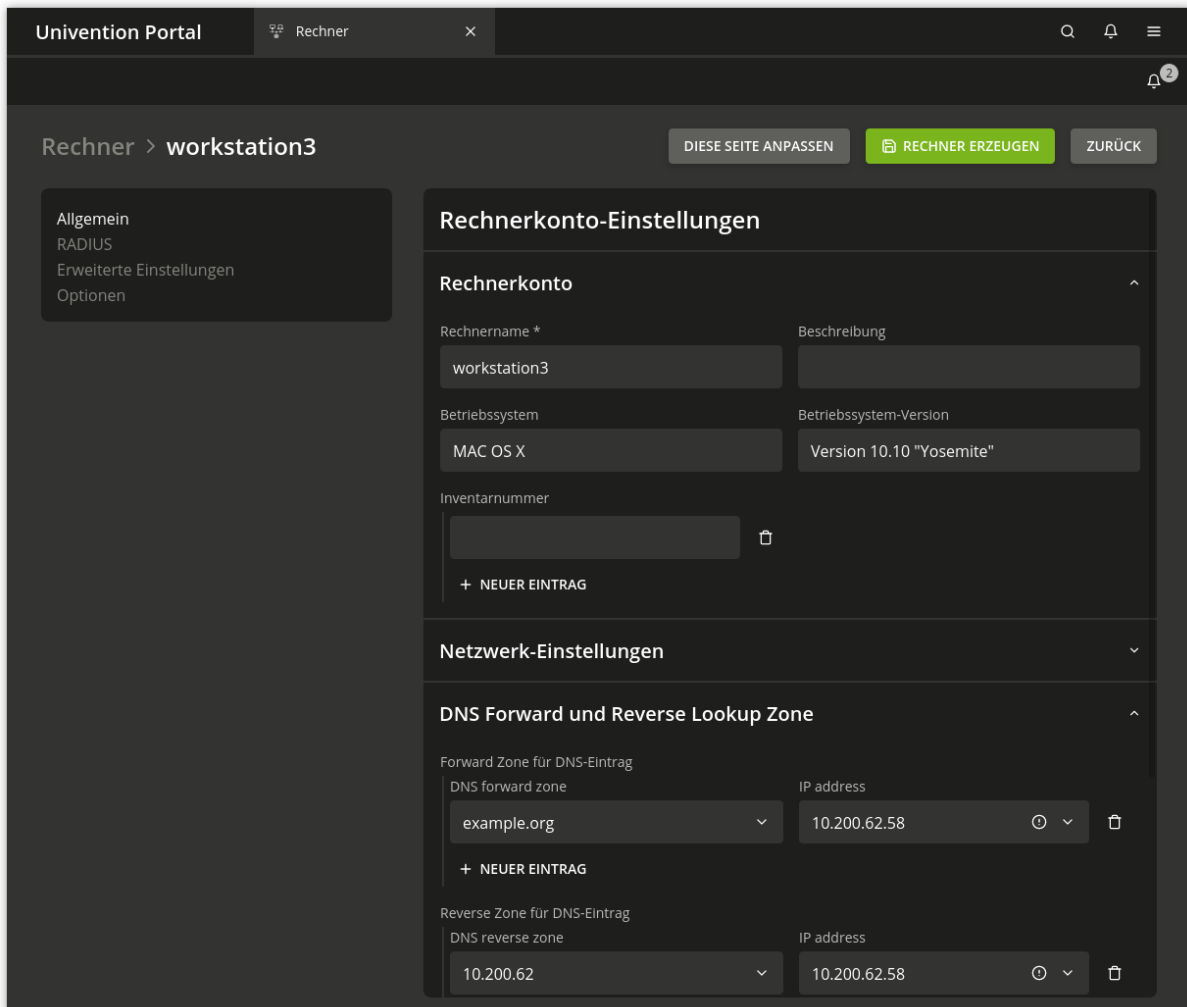 Univention Portal
Rechner
2
Rechner > workstation3
DIESE SEITE ANPASSEN
RECHNER ERZEUGEN
ZURÜCK
Allgemein
RADIUS
Erweiterte Einstellungen
Optionen
Rechnerkonto-Einstellungen
Rechnerkonto
Rechnername *
Beschreibung
workstation3
Betriebssystem
Betriebssystem-Version
MAC OS X
Version 10.10 "Yosemite"
Inventarnummer
+ NEUER EINTRAG
Netzwerk-Einstellungen
DNS Forward und Reverse Lookup Zone
Forward Zone für DNS-Eintrag
DNS forward zone
IP address
example.org
10.200.62.58
+ NEUER EINTRAG
Reverse Zone für DNS-Eintrag
DNS reverse zone
IP address
10.200.62
10.200.62.58